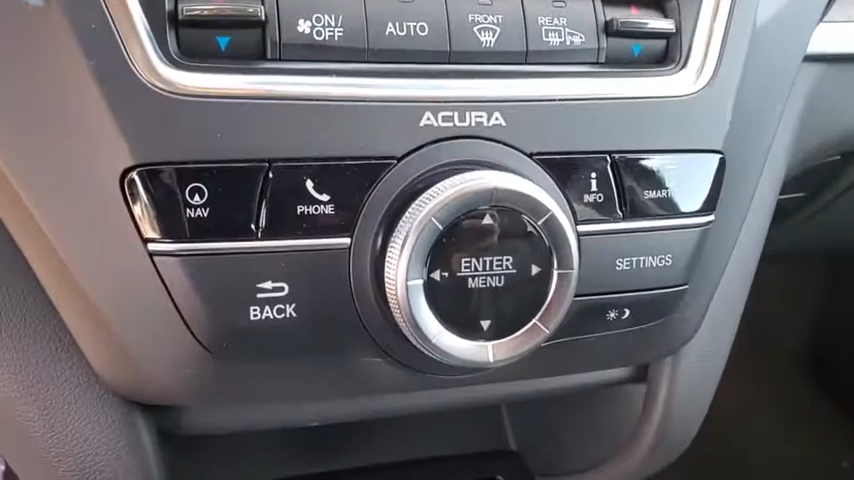 ON/
OFF
AUTO
FRONT
REAR
ACURA
NAV
PHONE
INFO
SMART
ENTER
MENU
SETTINGS
BACK